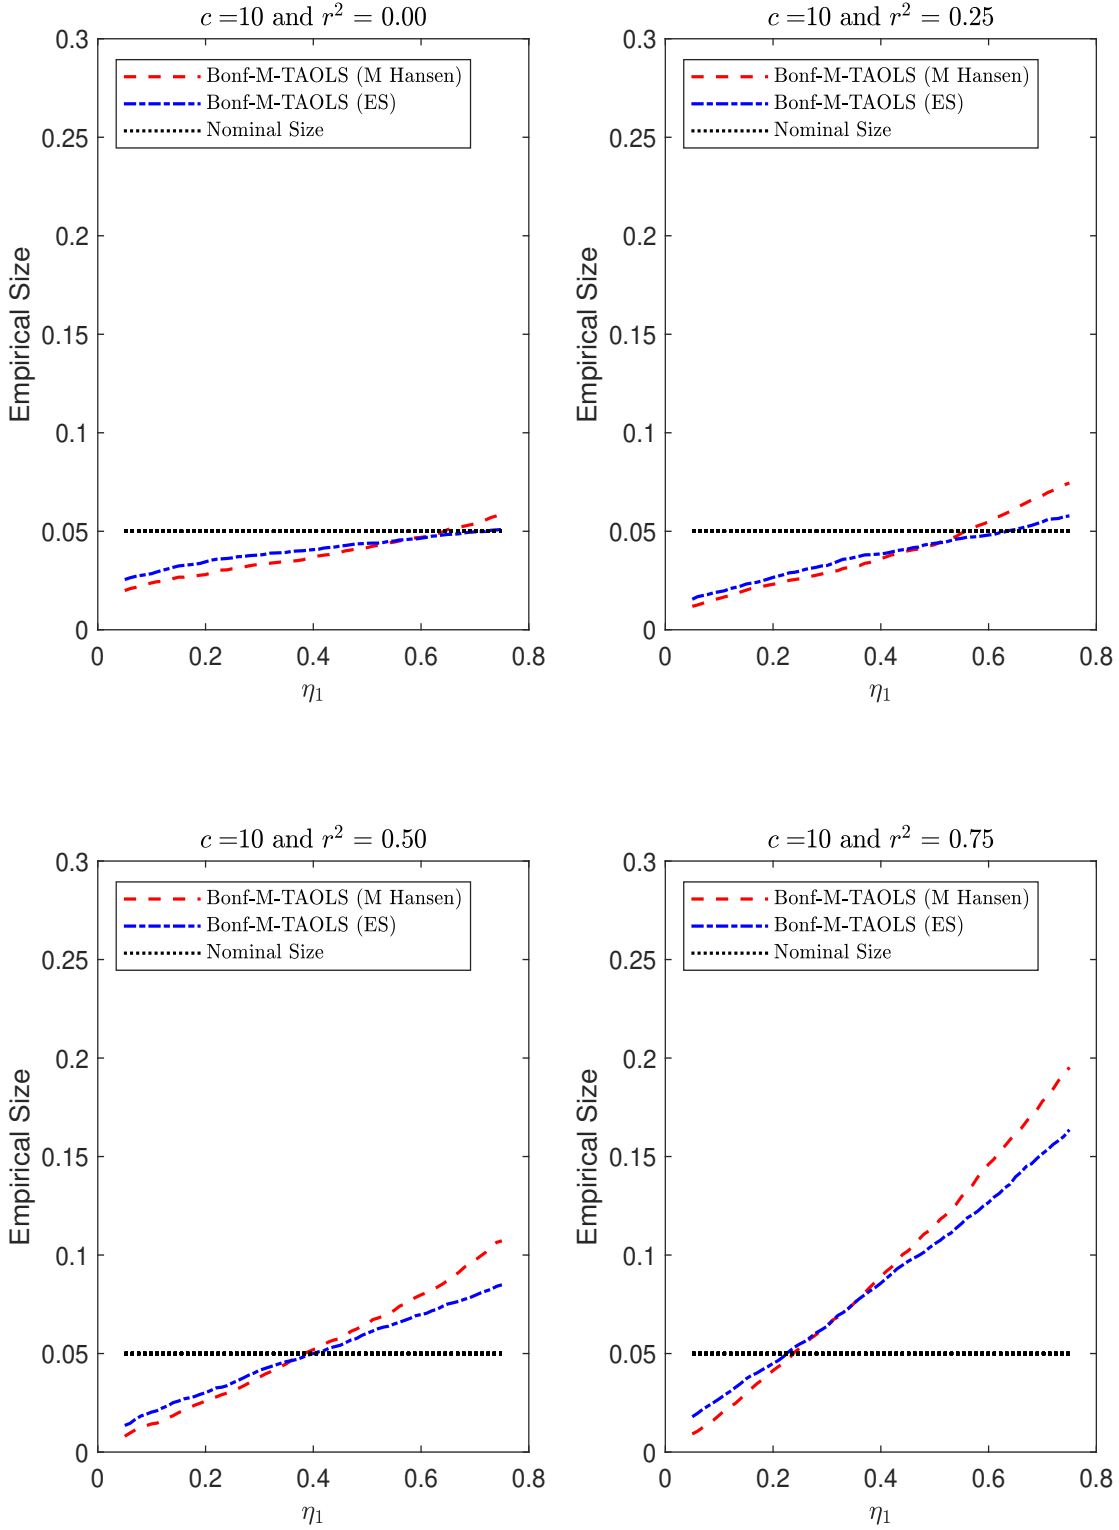 c =10 and r² = 0.00
0.3
0.25
0.2
0.15
0.1
0.05
0
Empirical Size
Bonf-M-TAOLS (M Hansen)
Bonf-M-TAOLS (ES)
Nominal Size
0 0.2 0.4 0.6 0.8
η₁
c =10 and r² = 0.25
0.3
0.25
0.2
0.15
0.1
0.05
0
Empirical Size
Bonf-M-TAOLS (M Hansen)
Bonf-M-TAOLS (ES)
Nominal Size
0 0.2 0.4 0.6 0.8
η₁
c =10 and r² = 0.50
0.3
0.25
0.2
0.15
0.1
0.05
0
Empirical Size
Bonf-M-TAOLS (M Hansen)
Bonf-M-TAOLS (ES)
Nominal Size
0 0.2 0.4 0.6 0.8
η₁
c =10 and r² = 0.75
0.3
0.25
0.2
0.15
0.1
0.05
0
Empirical Size
Bonf-M-TAOLS (M Hansen)
Bonf-M-TAOLS (ES)
Nominal Size
0 0.2 0.4 0.6 0.8
η₁